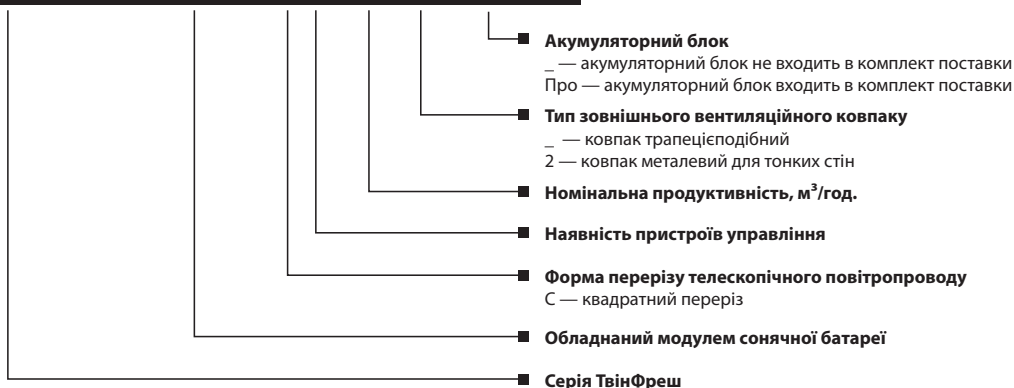 Акумуляторний блок
_ — акумуляторний блок не входить в комплект поставки
Про — акумуляторний блок входить в комплект поставки
Тип зовнішнього вентиляційного ковпаку
_ — ковпак трапецієподібний
2 — ковпак металевий для тонких стін
Номінальна продуктивність, м³/год.
Наявність пристроїв управління
Форма перерізу телескопічного повітропроводу
С — квадратний переріз
Обладнаний модулем сонячної батареї
Серія ТвінФреш